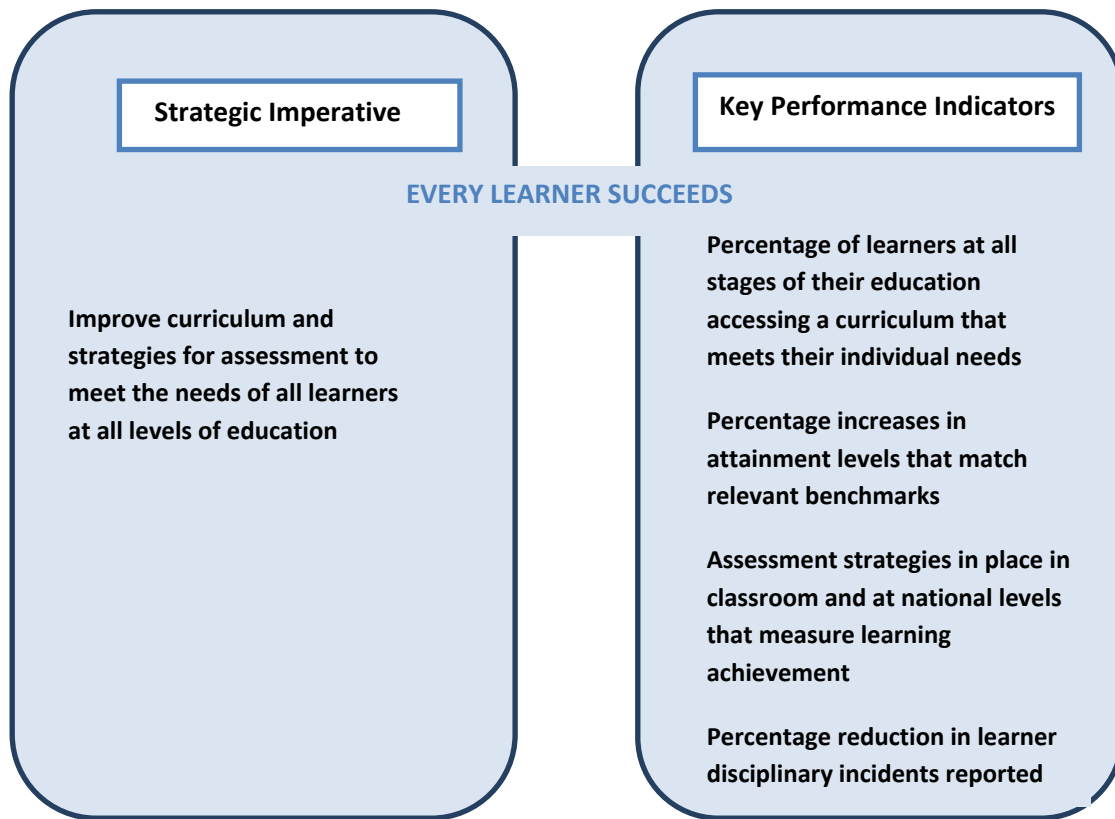 Strategic Imperative
Key Performance Indicators
EVERY LEARNER SUCCEEDS
Improve curriculum and
strategies for assessment to
meet the needs of all learners
at all levels of education
Percentage of learners at all
stages of their education
accessing a curriculum that
meets their individual needs
Percentage increases in
attainment levels that match
relevant benchmarks
Assessment strategies in place in
classroom and at national levels
that measure learning
achievement
Percentage reduction in learner
disciplinary incidents reported